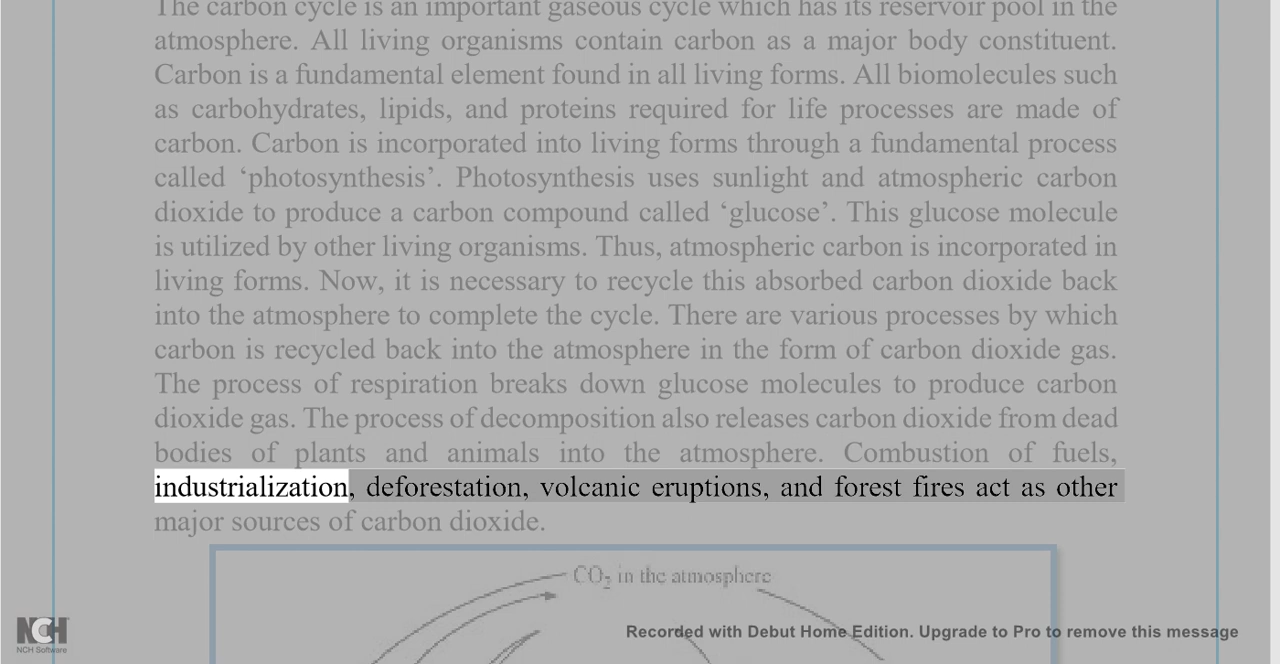 The carbon cycle is an important gaseous cycle which has its reservoir pool in the
atmosphere. All living organisms contain carbon as a major body constituent.
Carbon is a fundamental element found in all living forms. All biomolecules such
as carbohydrates, lipids, and proteins required for life processes are made of
carbon. Carbon is incorporated into living forms through a fundamental process
called ‘photosynthesis’. Photosynthesis uses sunlight and atmospheric carbon
dioxide to produce a carbon compound called ‘glucose’. This glucose molecule
is utilized by other living organisms. Thus, atmospheric carbon is incorporated in
living forms. Now, it is necessary to recycle this absorbed carbon dioxide back
into the atmosphere to complete the cycle. There are various processes by which
carbon is recycled back into the atmosphere in the form of carbon dioxide gas.
The process of respiration breaks down glucose molecules to produce carbon
dioxide gas. The process of decomposition also releases carbon dioxide from dead
bodies of plants and animals into the atmosphere. Combustion of fuels,
industrialization, deforestation, volcanic eruptions, and forest fires act as other
major sources of carbon dioxide.
CO₂ in the atmosphere
NCH
NCH Software
Recorded with Debut Home Edition. Upgrade to Pro to remove this message